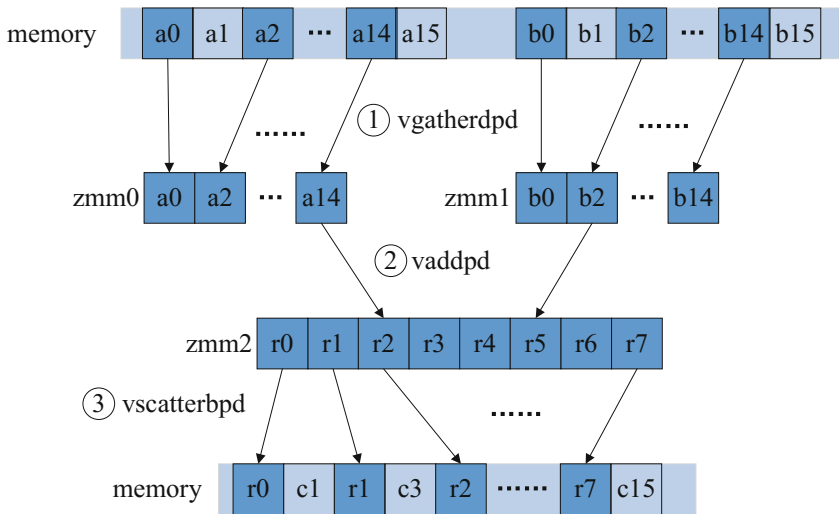 memory a0 a1 a2 ··· a14 a15 b0 b1 b2 ··· b14 b15
······ ① vgatherdpd ······
zmm0 a0 a2 ··· a14 zmm1 b0 b2 ··· b14
② vaddpd
zmm2 r0 r1 r2 r3 r4 r5 r6 r7
③ vscatterbpd ······
memory r0 c1 r1 c3 r2 ······ r7 c15